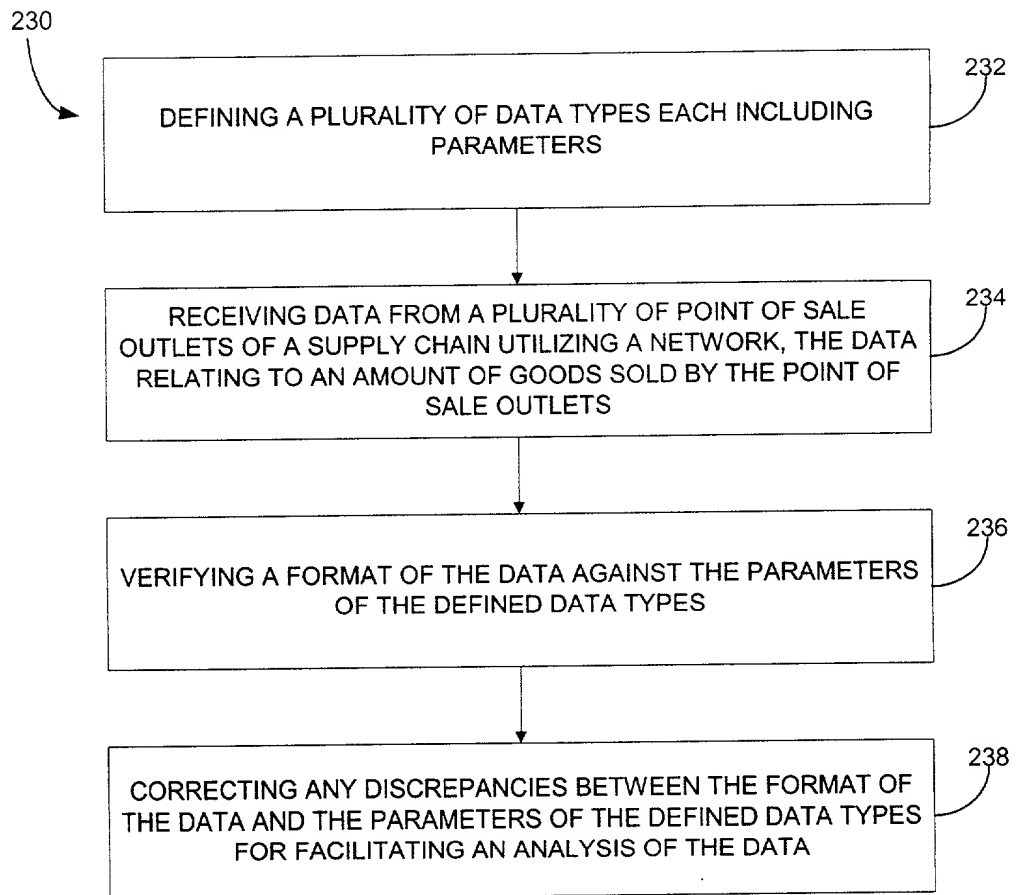 230
232
DEFINING A PLURALITY OF DATA TYPES EACH INCLUDING
PARAMETERS
234
RECEIVING DATA FROM A PLURALITY OF POINT OF SALE
OUTLETS OF A SUPPLY CHAIN UTILIZING A NETWORK, THE DATA
RELATING TO AN AMOUNT OF GOODS SOLD BY THE POINT OF
SALE OUTLETS
236
VERIFYING A FORMAT OF THE DATA AGAINST THE PARAMETERS
OF THE DEFINED DATA TYPES
238
CORRECTING ANY DISCREPANCIES BETWEEN THE FORMAT OF
THE DATA AND THE PARAMETERS OF THE DEFINED DATA TYPES
FOR FACILITATING AN ANALYSIS OF THE DATA